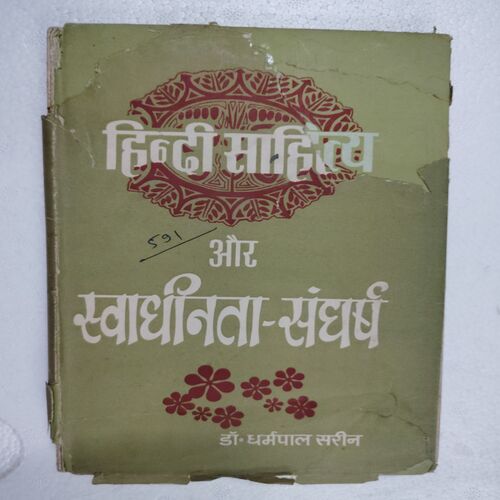 हिन्दी साहित्य
591
और
स्वाधीनता-संघर्ष
डॉ॰ धर्मपाल सरीन